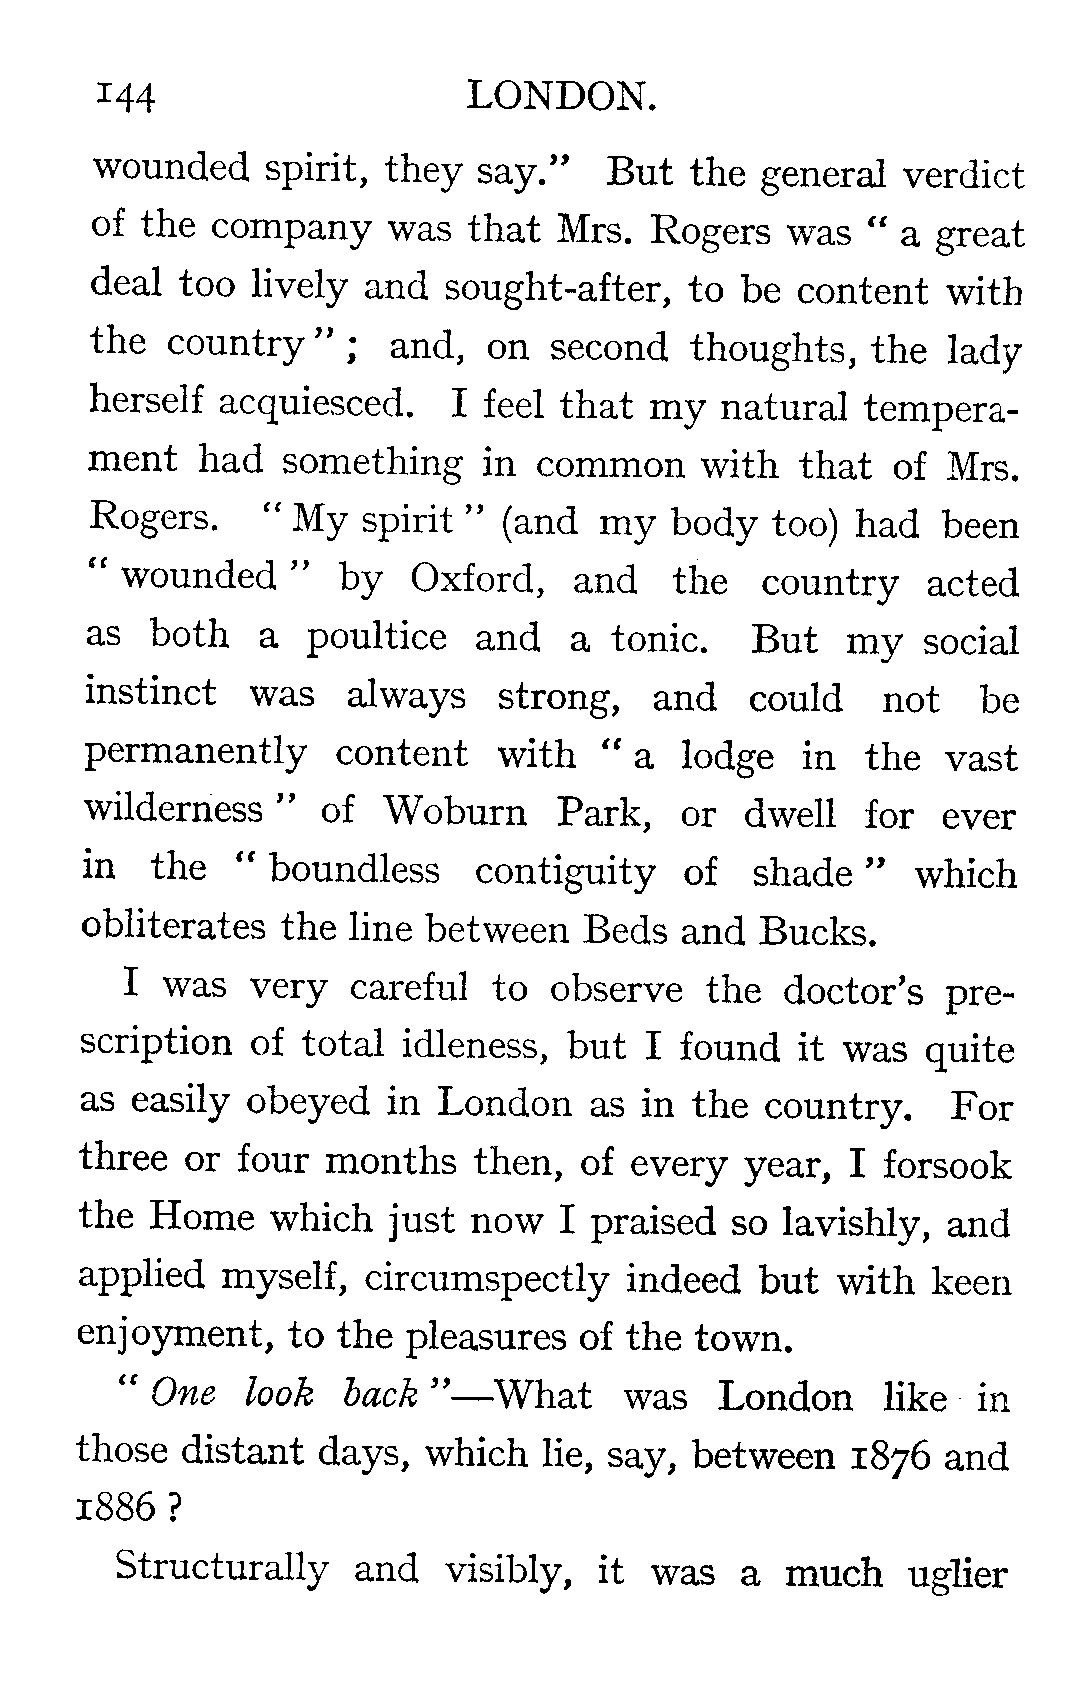 144 LONDON.
wounded spirit, they say.” But the general verdict
of the company was that Mrs. Rogers was “ a great
deal too lively and sought-after, to be content with
the country ” ; and, on second thoughts, the lady
herself acquiesced. I feel that my natural tempera-
ment had something in common with that of Mrs.
Rogers. “ My spirit ” (and my body too) had been
“ wounded ” by Oxford, and the country acted
as both a poultice and a tonic. But my social
instinct was always strong, and could not be
permanently content with “ a lodge in the vast
wilderness ” of Woburn Park, or dwell for ever
in the “ boundless contiguity of shade ” which
obliterates the line between Beds and Bucks.
I was very careful to observe the doctor’s pre-
scription of total idleness, but I found it was quite
as easily obeyed in London as in the country. For
three or four months then, of every year, I forsook
the Home which just now I praised so lavishly, and
applied myself, circumspectly indeed but with keen
enjoyment, to the pleasures of the town.
“ One look back ”—What was London like in
those distant days, which lie, say, between 1876 and
1886 ?
Structurally and visibly, it was a much uglier